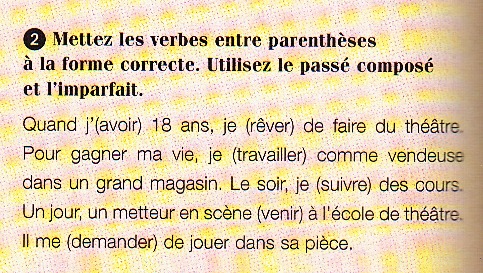 2 Mettez les verbes entre parenthèses
à la forme correcte. Utilisez le passé composé
et l'imparfait.
Quand j'(avoir) 18 ans, je (rêver) de faire du théâtre.
Pour gagner ma vie, je (travailler) comme vendeuse
dans un grand magasin. Le soir, je (suivre) des cours.
Un jour, un metteur en scène (venir) à l'école de théâtre.
Il me (demander) de jouer dans sa pièce.